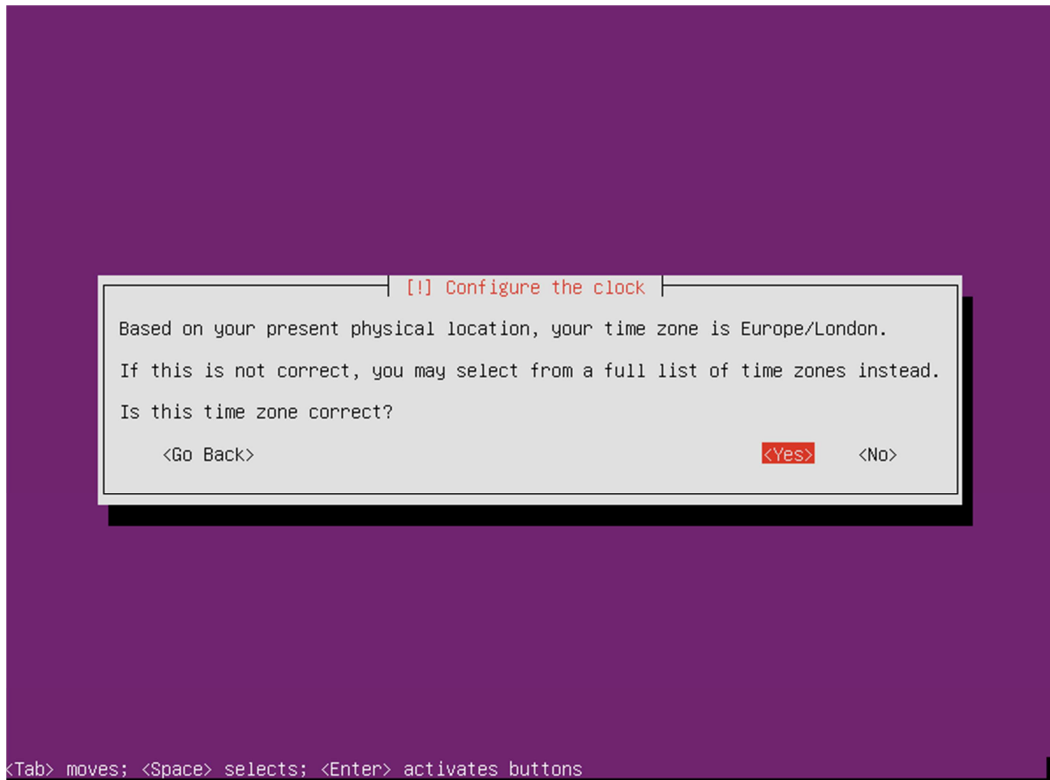 [!] Configure the clock
Based on your present physical location, your time zone is Europe/London.
If this is not correct, you may select from a full list of time zones instead.
Is this time zone correct?
<Go Back> <Yes> <No>
<Tab> moves; <Space> selects; <Enter> activates buttons